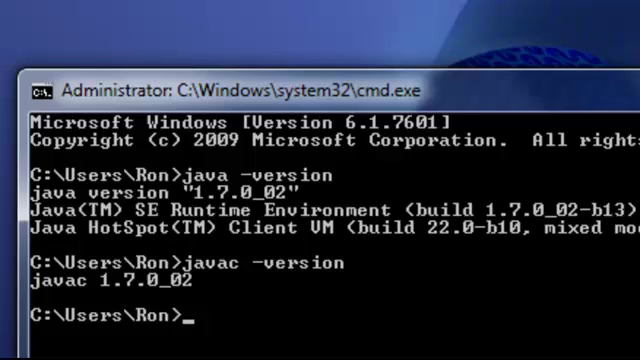 Administrator: C:\Windows\system32\cmd.exe
Microsoft Windows [Version 6.1.7601]
Copyright (c) 2009 Microsoft Corporation.  All right
C:\Users\Ron>java -version
java version "1.7.0_02"
Java(TM) SE Runtime Environment (build 1.7.0_02-b13)
Java HotSpot(TM) Client VM (build 22.0-b10, mixed mo
C:\Users\Ron>javac -version
javac 1.7.0_02
C:\Users\Ron>_